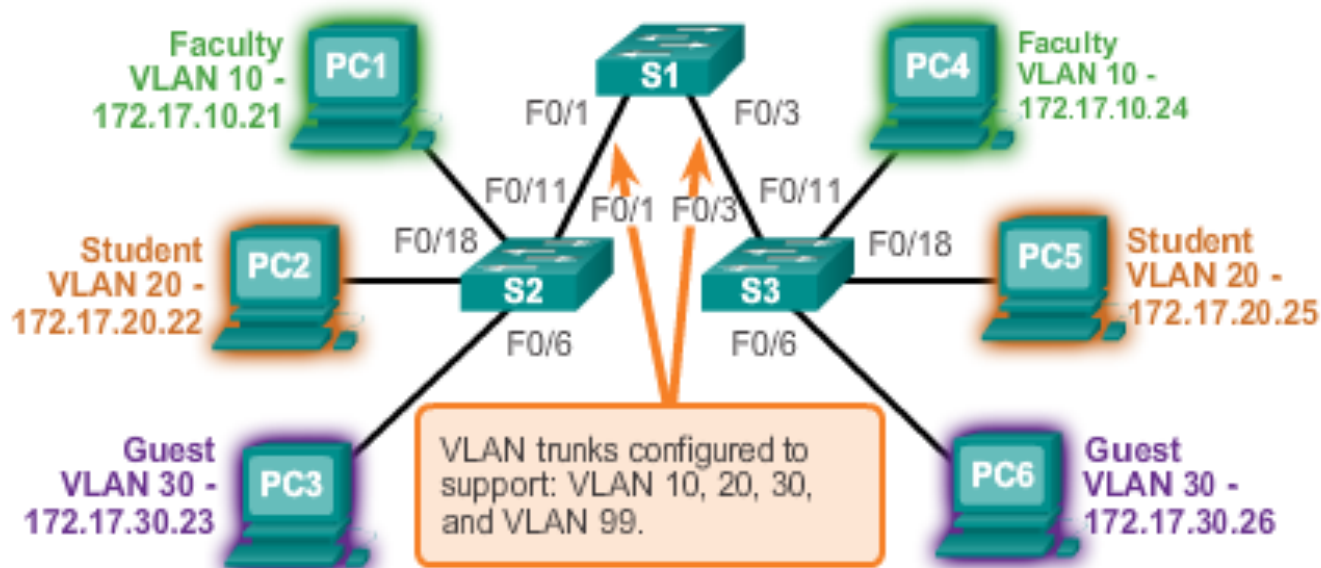 Faculty
VLAN 10 -
172.17.10.21
PC1
S1
PC4
Faculty
VLAN 10 -
172.17.10.24
F0/1
F0/3
F0/11
F0/1
F0/3
F0/11
Student
VLAN 20 -
172.17.20.22
PC2
F0/18
S2
S3
F0/18
PC5
Student
VLAN 20 -
172.17.20.25
F0/6
F0/6
Guest
VLAN 30 -
172.17.30.23
PC3
VLAN trunks configured to
support: VLAN 10, 20, 30,
and VLAN 99.
PC6
Guest
VLAN 30 -
172.17.30.26